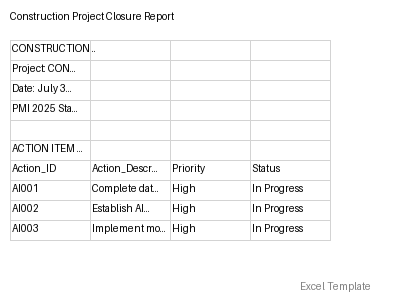 Construction Project Closure Report
CONSTRUCTION...
Project: CON...
Date: July 3...
PMI 2025 Sta...
ACTION ITEM ...
Action_ID Action_Descr... Priority Status
AI001 Complete dat... High In Progress
AI002 Establish AI... High In Progress
AI003 Implement mo... High In Progress
Excel Template